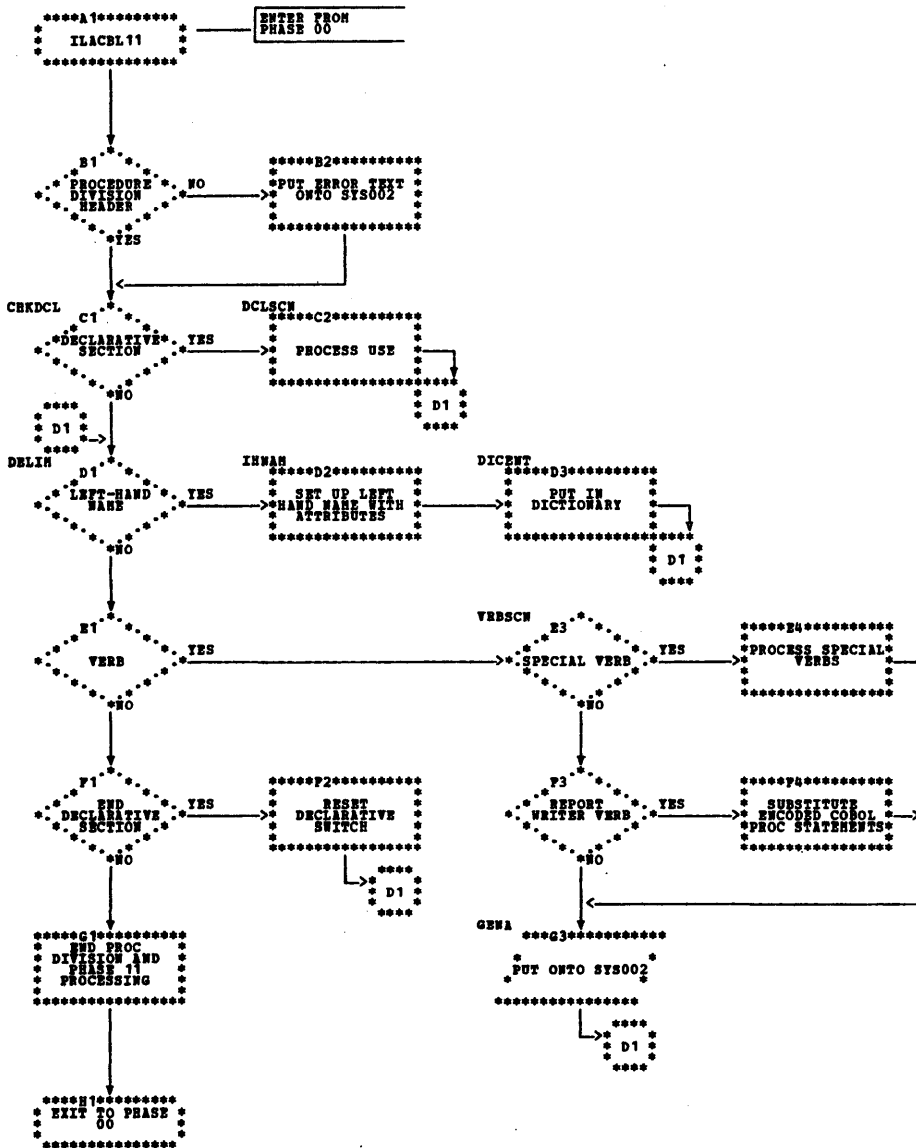 A1
ILACBL11
ENTER FROM
PHASE 00
B1
PROCEDURE
DIVISION
HEADER
NO
YES
B2
PUT ERROR TEXT
ONTO SYS002
CHKDCL
C1
DECLARATIVE
SECTION
YES
NO
DCLSCN
C2
PROCESS USE
D1
D1
DELIM
D1
LEFT-HAND
NAME
YES
NO
D2
SET UP LEFT
HAND NAME WITH
ATTRIBUTES
DICENT
D3
PUT IN
DICTIONARY
D1
E1
VERB
YES
NO
VRBSCN
E3
SPECIAL VERB
YES
NO
E4
PROCESS SPECIAL
VERBS
F1
END
DECLARATIVE
SECTION
YES
NO
F2
RESET
DECLARATIVE
SWITCH
D1
F3
REPORT
WRITER VERB
YES
NO
F4
SUBSTITUTE
ENCODED COBOL
PROC STATEMENTS
G1
END PROC
DIVISION AND
PHASE 11
PROCESSING
GENA
G3
PUT ONTO SYS002
D1
H1
EXIT TO PHASE
00